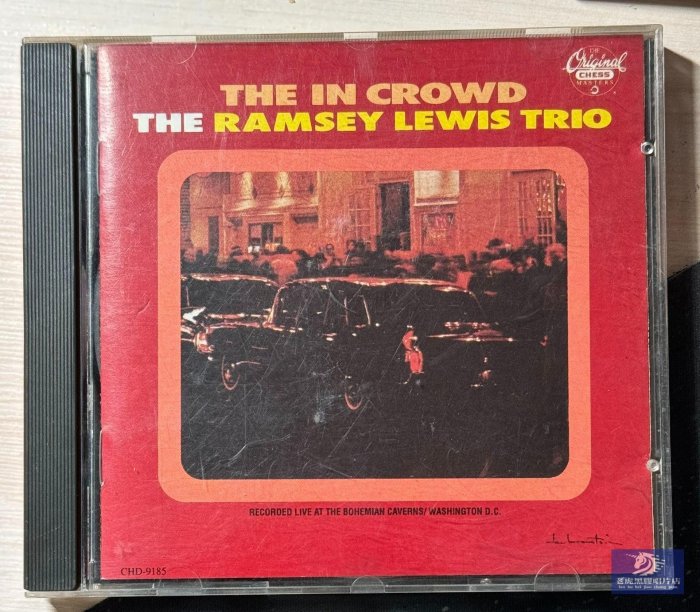 THE
Original
CHESS
MASTERS
THE IN CROWD
THE RAMSEY LEWIS TRIO
RECORDED LIVE AT THE BOHEMIAN CAVERNS/ WASHINGTON D.C.
CHD-9185